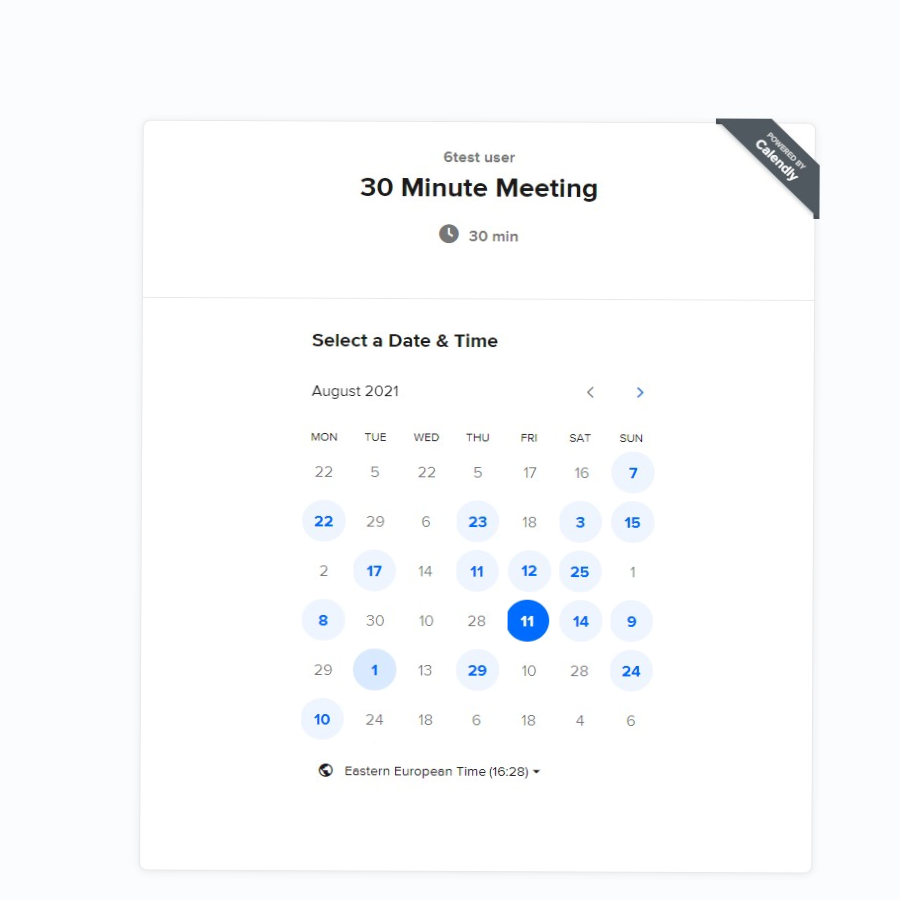 POWERED BY
Calendly
6test user
30 Minute Meeting
30 min
Select a Date & Time
August 2021
MON TUE WED THU FRI SAT SUN
22 5 22 5 17 16 7
22 29 6 23 18 3 15
2 17 14 11 12 25 1
8 30 10 28 11 14 9
29 1 13 29 10 28 24
10 24 18 6 18 4 6
Eastern European Time (16:28)